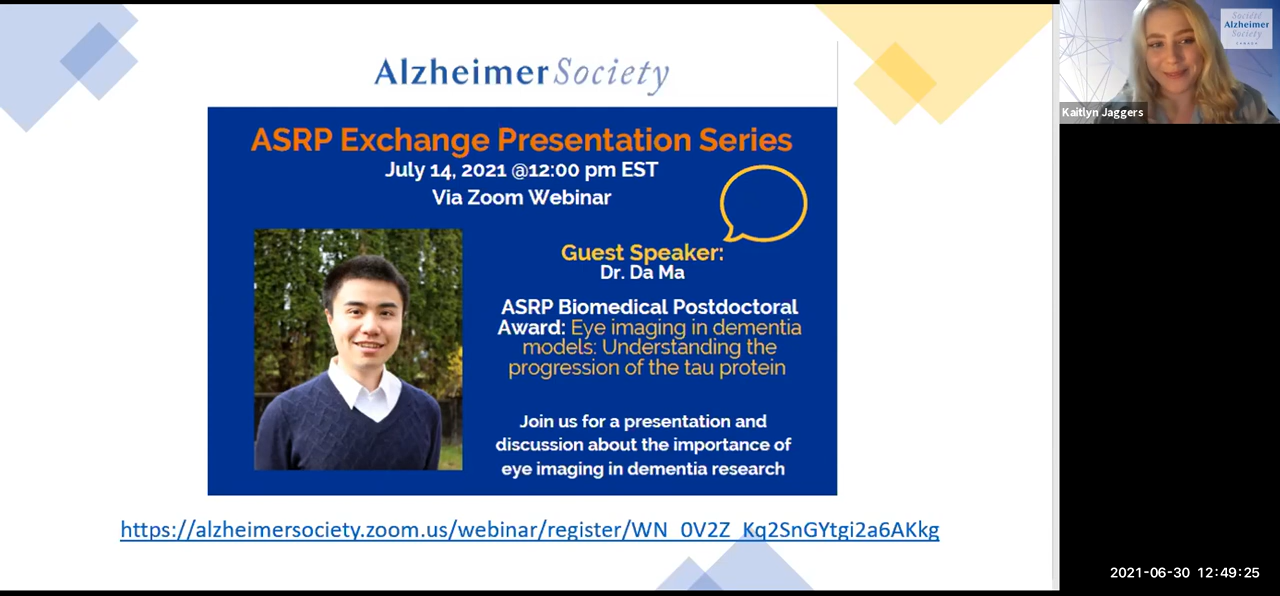 Alzheimer Society
ASRP Exchange Presentation Series
July 14, 2021 @12:00 pm EST
Via Zoom Webinar
Guest Speaker:
Dr. Da Ma
ASRP Biomedical Postdoctoral
Award: Eye imaging in dementia
models: Understanding the
progression of the tau protein
Join us for a presentation and
discussion about the importance of
eye imaging in dementia research
https://alzheimersociety.zoom.us/webinar/register/WN_0V2Z_Kq2SnGYtgi2a6AKkg
Société
Alzheimer
Society
CANADA
Kaitlyn Jaggers
2021-06-30 12:49:25